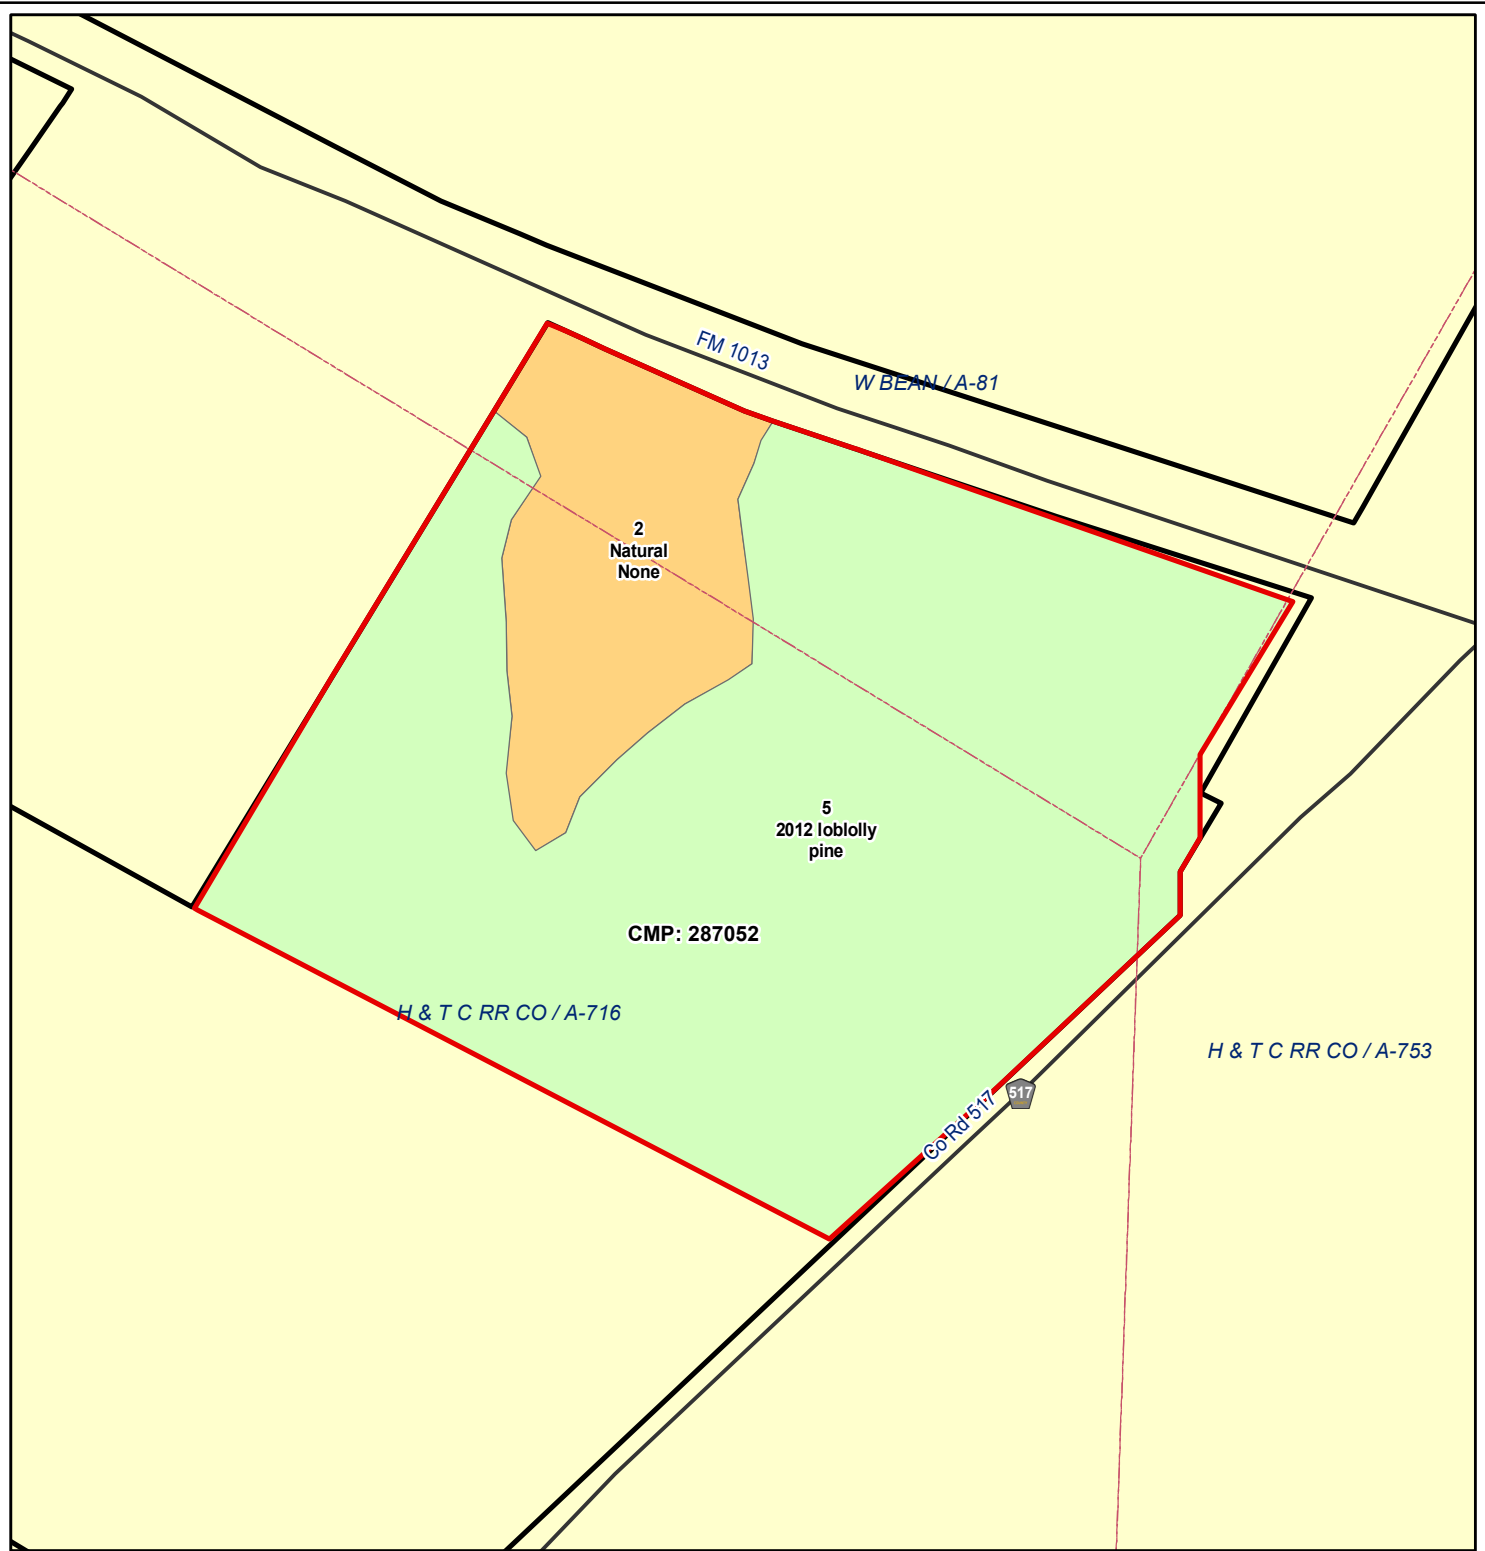 FM 1013
W BEAN / A-81
2
Natural
None
5
2012 loblolly
pine
CMP: 287052
H & T C RR CO / A-716
H & T C RR CO / A-753
517
Co Rd 517